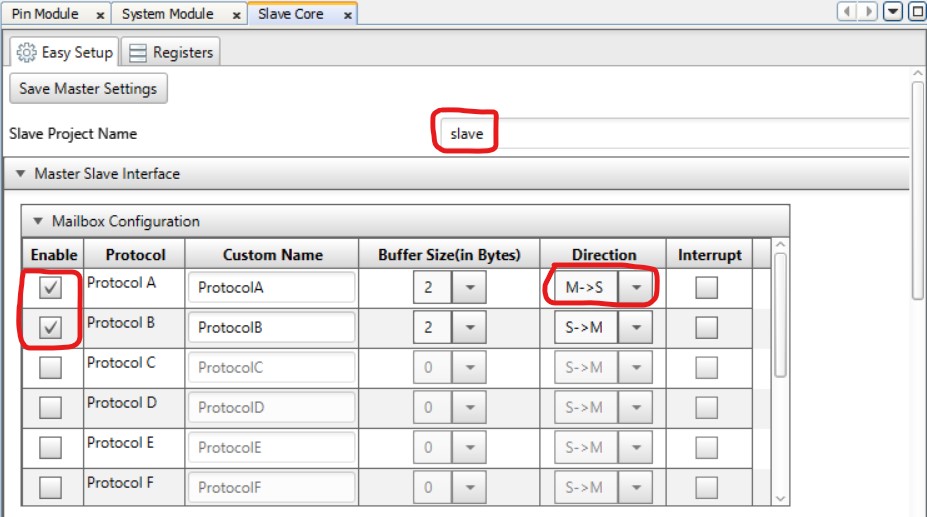 Pin Module x System Module x Slave Core x
Easy Setup Registers
Save Master Settings
Slave Project Name slave
Master Slave Interface
Mailbox Configuration
Enable Protocol Custom Name Buffer Size(in Bytes) Direction Interrupt
Protocol A ProtocolA 2 M->S
Protocol B ProtocolB 2 S->M
Protocol C ProtocolC 0 S->M
Protocol D ProtocolD 0 S->M
Protocol E ProtocolE 0 S->M
Protocol F ProtocolF 0 S->M